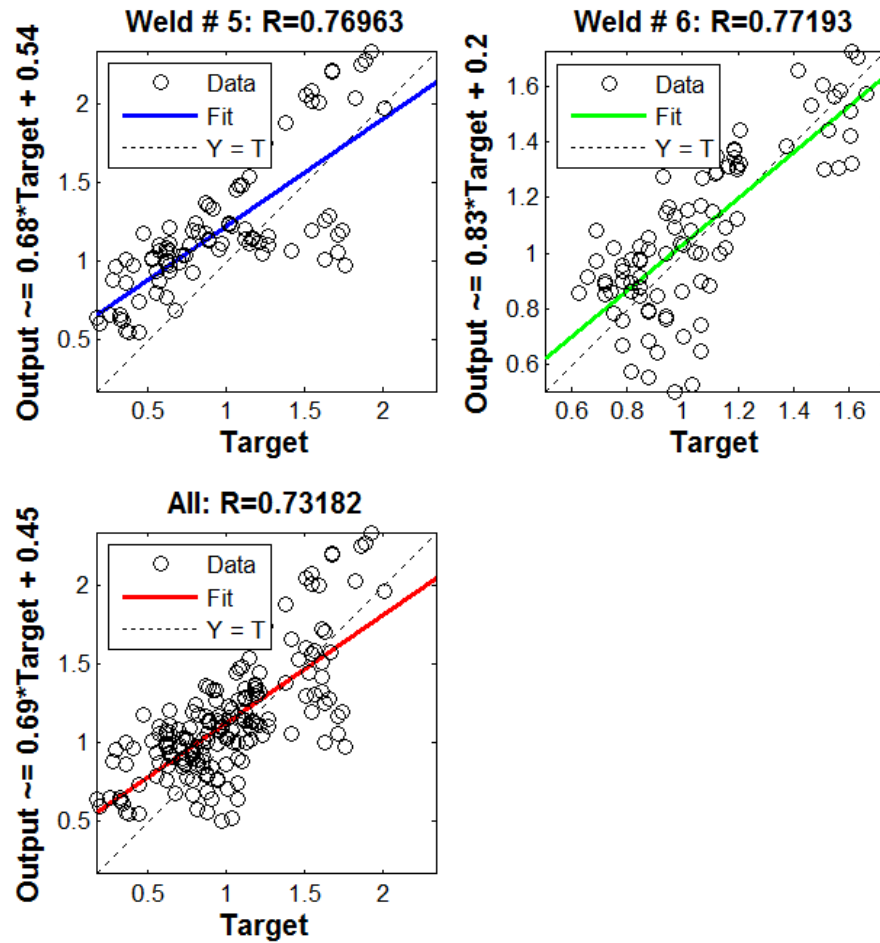 Weld # 5: R=0.76963
Output ~= 0.68*Target + 0.54
2
1.5
1
0.5
Data
Fit
Y = T
0.5 1 1.5 2
Target
Weld # 6: R=0.77193
Output ~= 0.83*Target + 0.2
1.6
1.4
1.2
1
0.8
0.6
Data
Fit
Y = T
0.6 0.8 1 1.2 1.4 1.6
Target
All: R=0.73182
Output ~= 0.69*Target + 0.45
2
1.5
1
0.5
Data
Fit
Y = T
0.5 1 1.5 2
Target